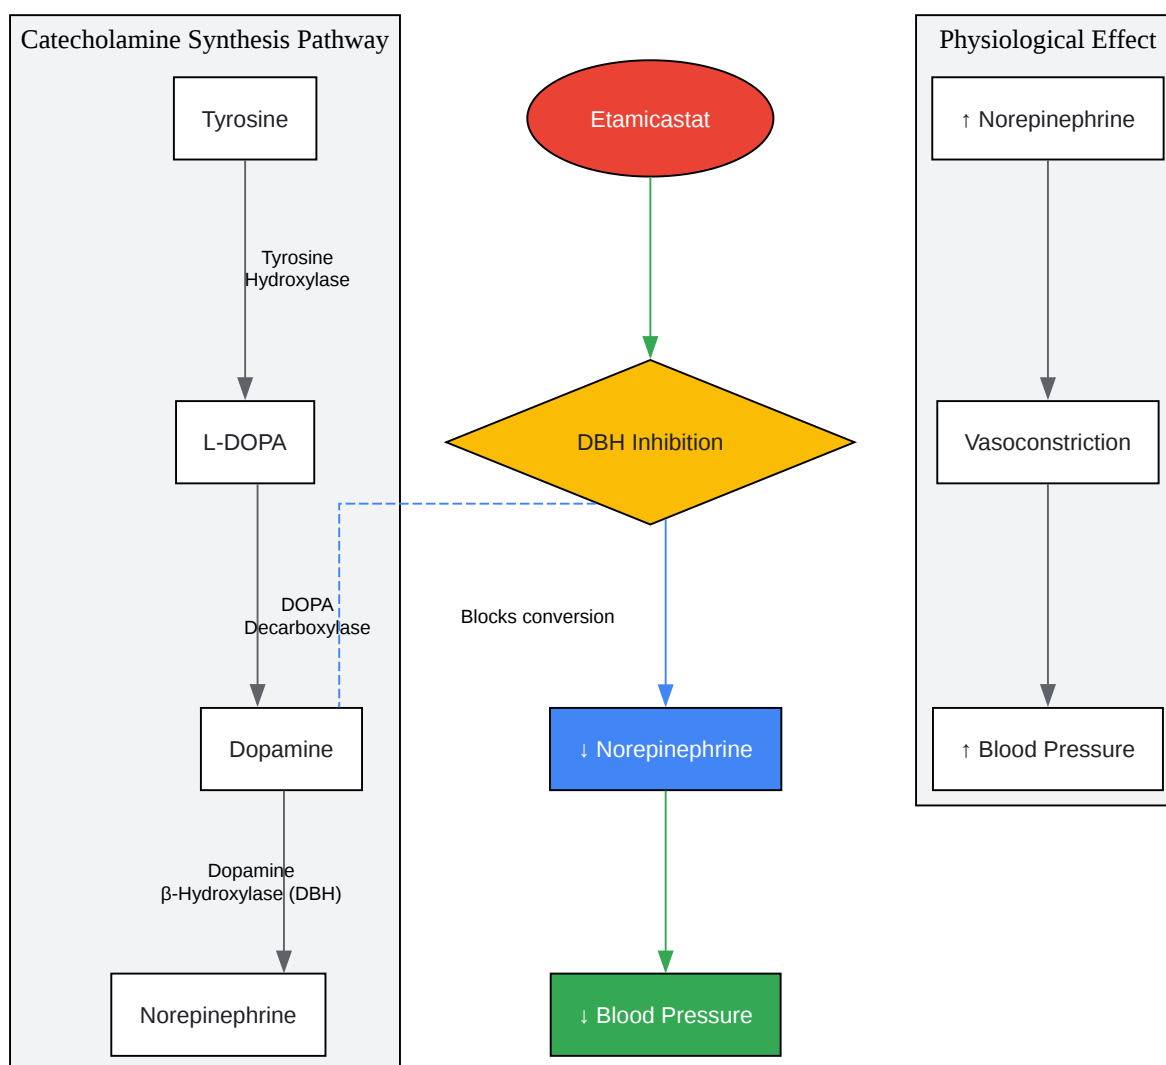 Catecholamine Synthesis Pathway
Tyrosine
Tyrosine
Hydroxylase
L-DOPA
DOPA
Decarboxylase
Dopamine
Dopamine
β-Hydroxylase (DBH)
Norepinephrine
Etamicastat
DBH Inhibition
Blocks conversion
↓ Norepinephrine
↓ Blood Pressure
Physiological Effect
↑ Norepinephrine
Vasoconstriction
↑ Blood Pressure